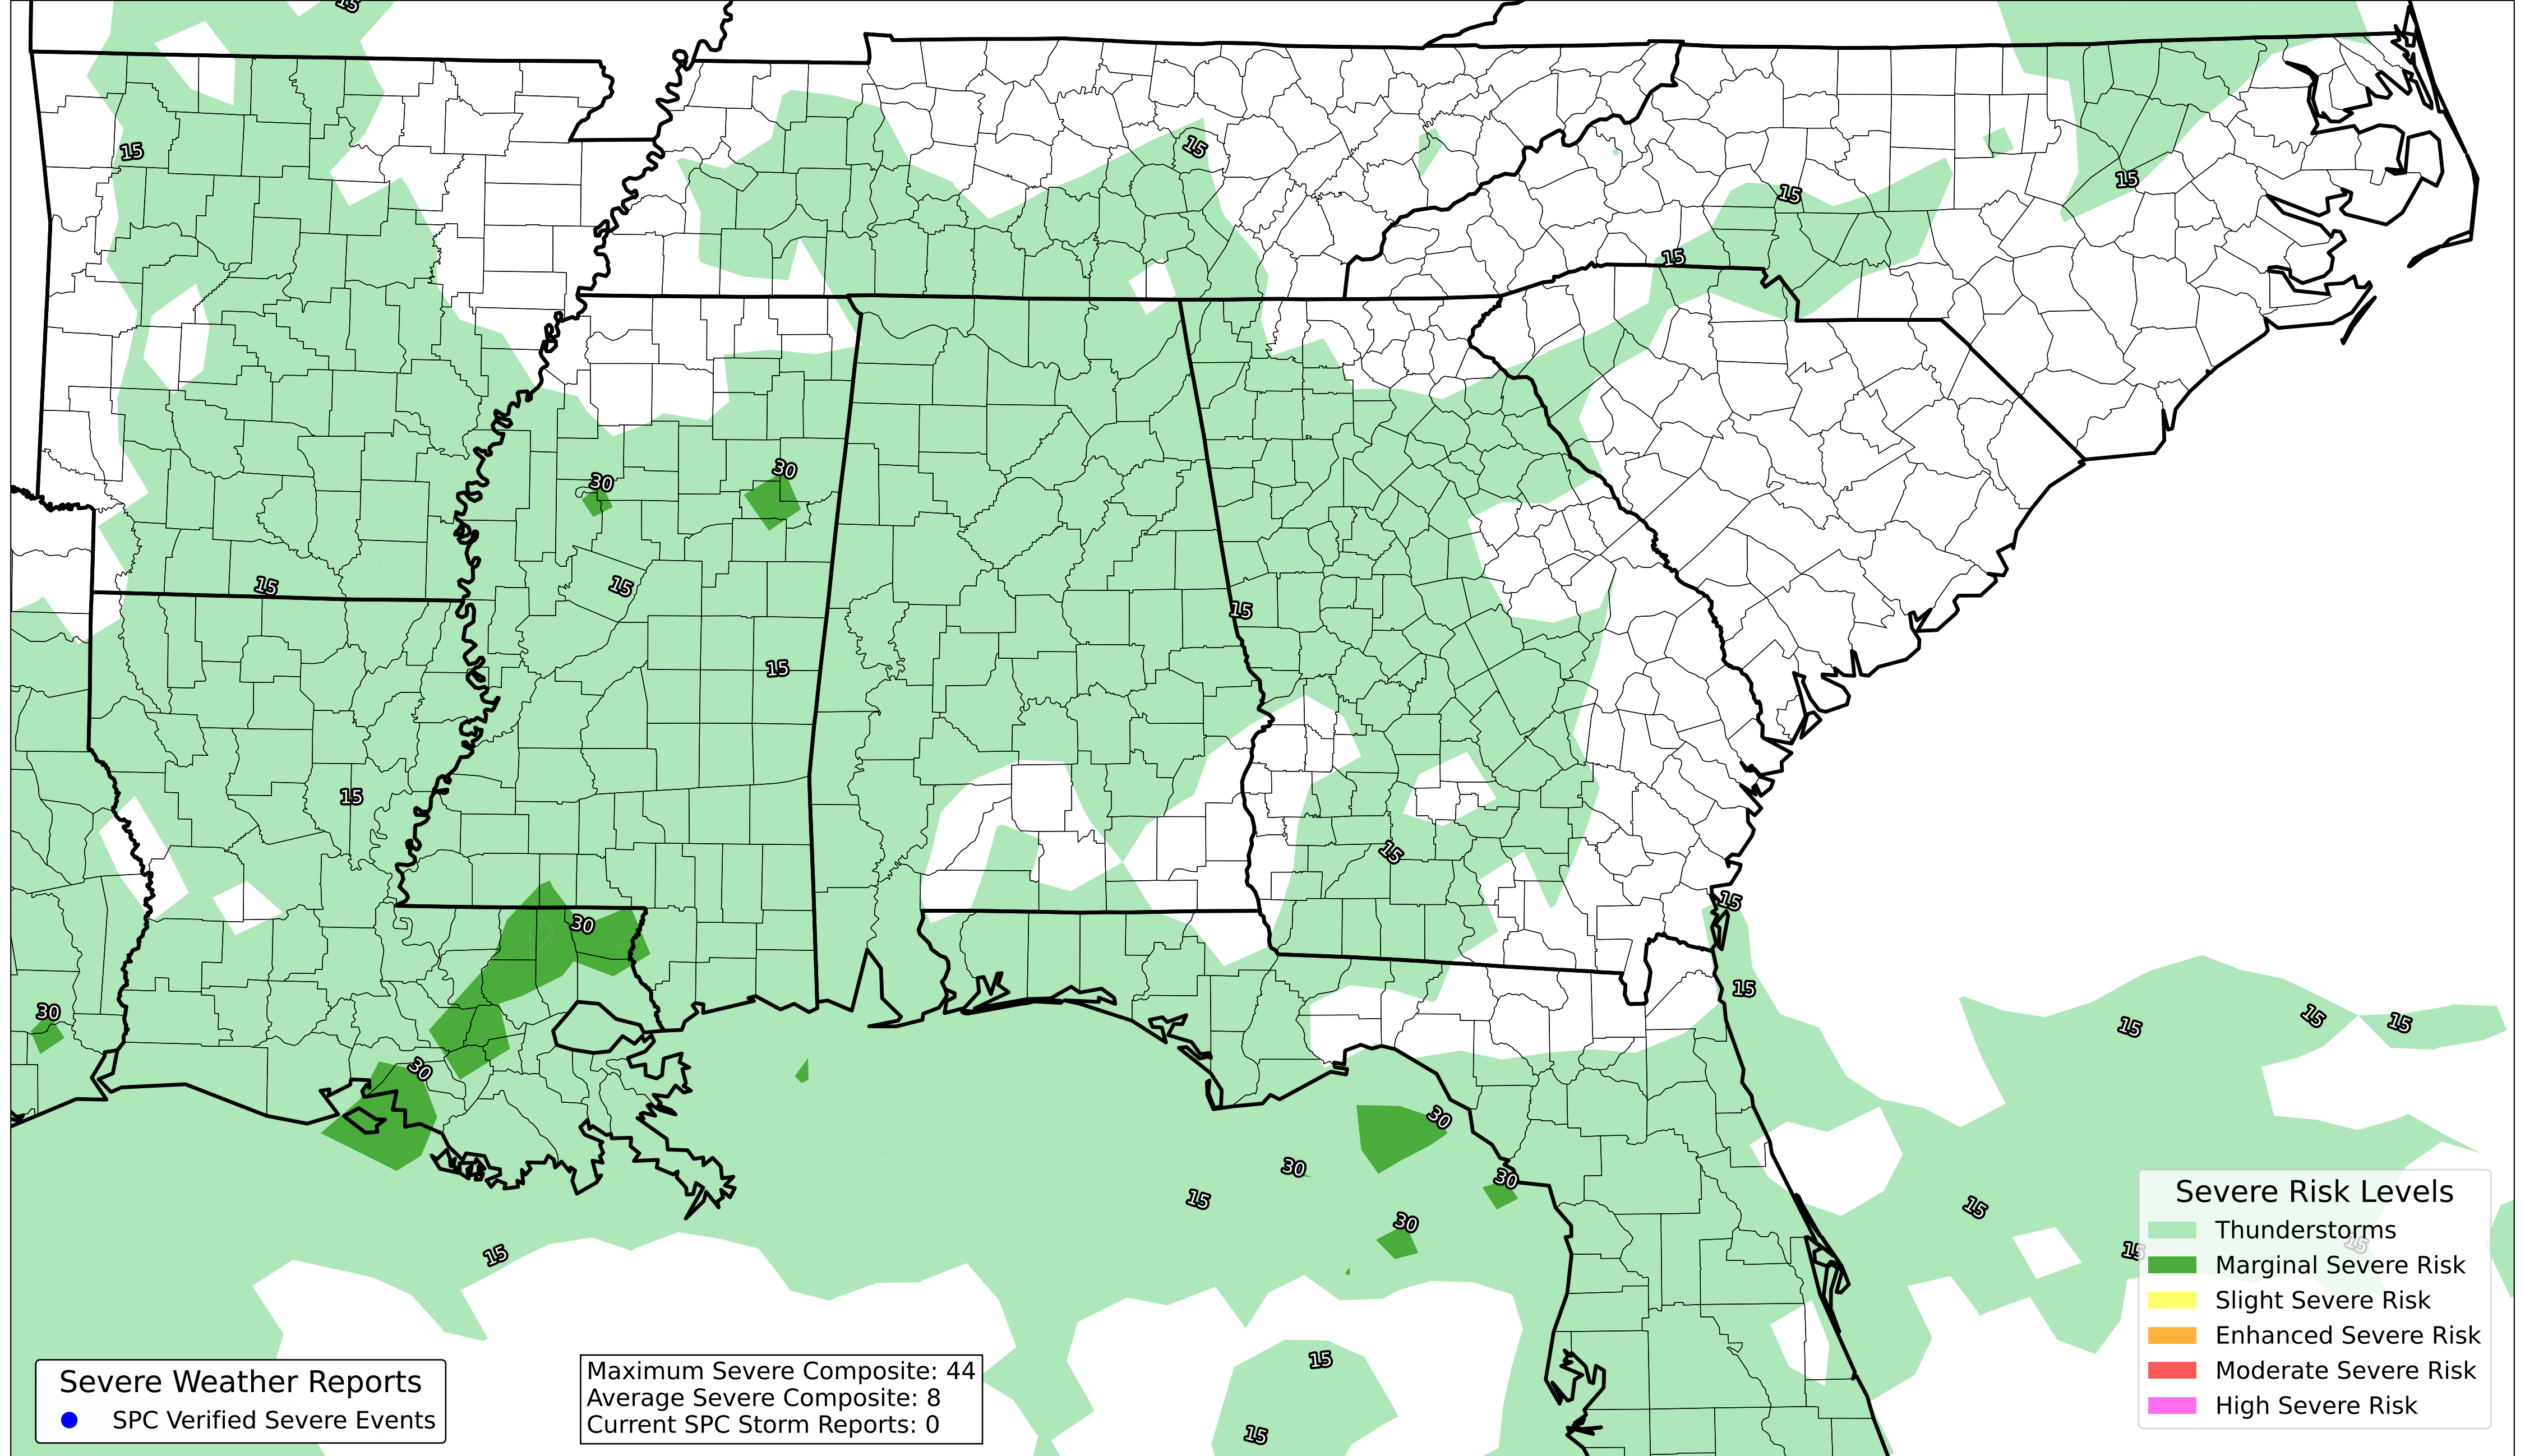 15
15
15
15
15
15
30
30
15
15
15
15
15
15
15
30
15
15
30
15
15
15
30
30
30
30
15
15
30
15
15
15
15
15
Severe Risk Levels
Thunderstorms
Marginal Severe Risk
Slight Severe Risk
Enhanced Severe Risk
Moderate Severe Risk
High Severe Risk
Severe Weather Reports
SPC Verified Severe Events
Maximum Severe Composite: 44
Average Severe Composite: 8
Current SPC Storm Reports: 0